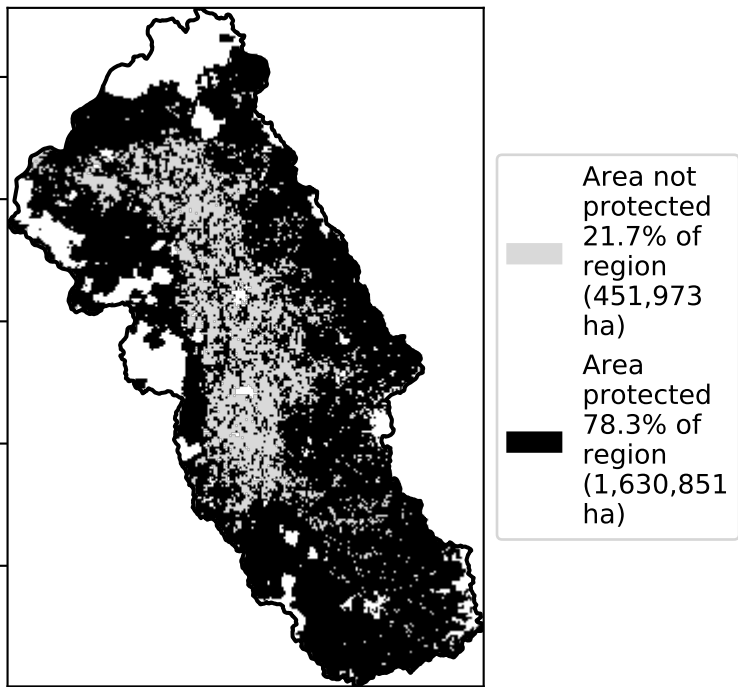 Area not
protected
21.7% of
region
(451,973
ha)
Area
protected
78.3% of
region
(1,630,851
ha)